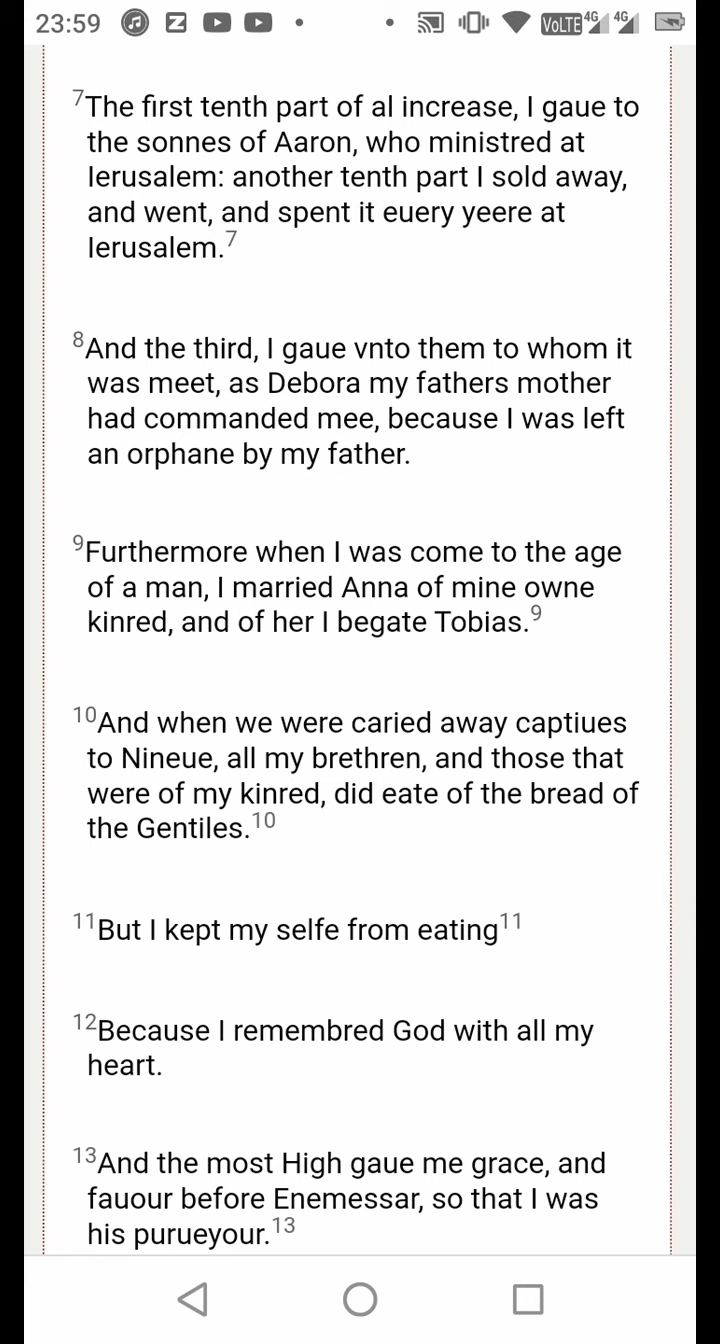 23:59
VoLTE 4G 4G
7The first tenth part of al increase, I gaue to
the sonnes of Aaron, who ministred at
Ierusalem: another tenth part I sold away,
and went, and spent it euery yeere at
Ierusalem.7
8And the third, I gaue vnto them to whom it
was meet, as Debora my fathers mother
had commanded mee, because I was left
an orphane by my father.
9Furthermore when I was come to the age
of a man, I married Anna of mine owne
kinred, and of her I begate Tobias.9
10And when we were caried away captiues
to Nineue, all my brethren, and those that
were of my kinred, did eate of the bread of
the Gentiles.10
11But I kept my selfe from eating11
12Because I remembred God with all my
heart.
13And the most High gaue me grace, and
fauour before Enemessar, so that I was
his purueyour.13